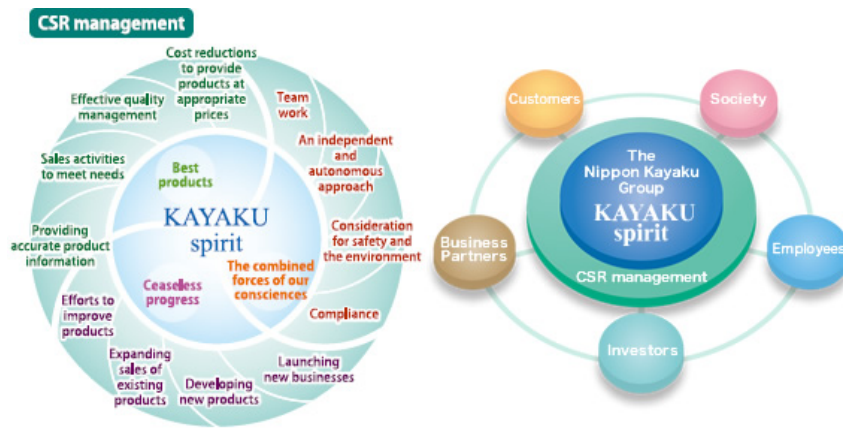 CSR management
Cost reductions
to provide
products at
appropriate
prices
Effective quality
management
Sales activities
to meet needs
Providing
accurate product
information
Team
work
An independent
and
autonomous
approach
Consideration
for safety and
the environment
Compliance
Best
products
KAYAKU
spirit
Ceaseless
progress
The combined
forces of our
consciences
Efforts to
improve
products
Expanding
sales of
existing
products
Developing
new products
Launching
new businesses
Customers
Society
The
Nippon Kayaku
Group
KAYAKU
spirit
CSR management
Business
Partners
Employees
Investors